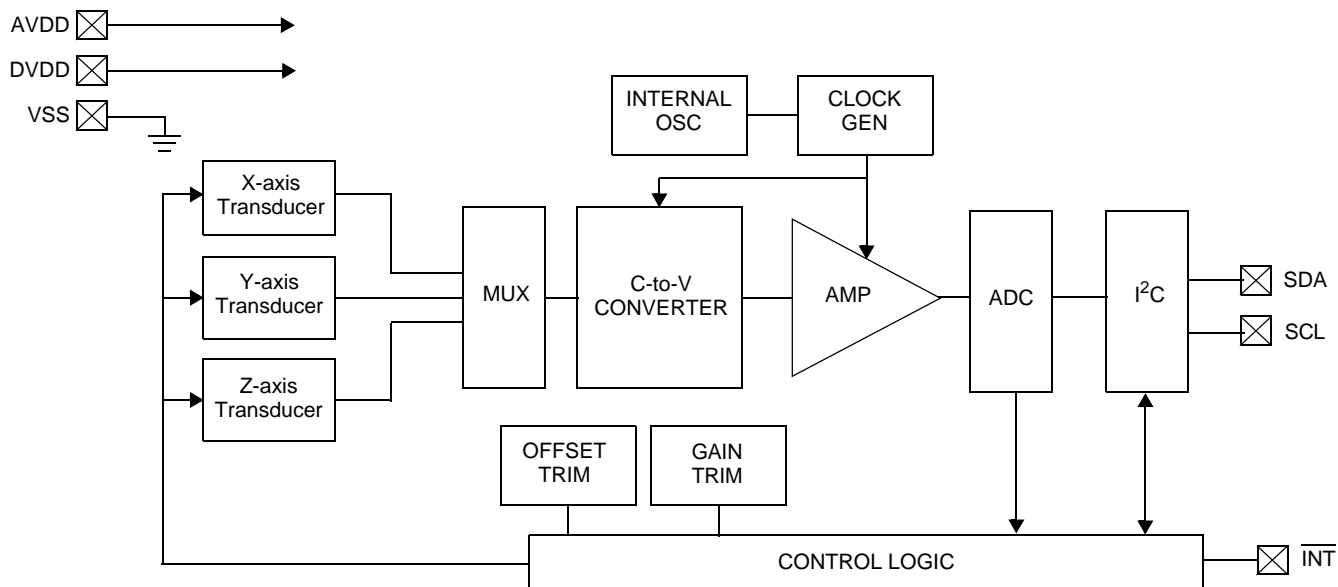 AVDD
DVDD
VSS
INTERNAL
OSC
CLOCK
GEN
X-axis
Transducer
Y-axis
Transducer
Z-axis
Transducer
MUX
C-to-V
CONVERTER
AMP
ADC
I²C
SDA
SCL
OFFSET
TRIM
GAIN
TRIM
CONTROL LOGIC
I̅N̅T̅